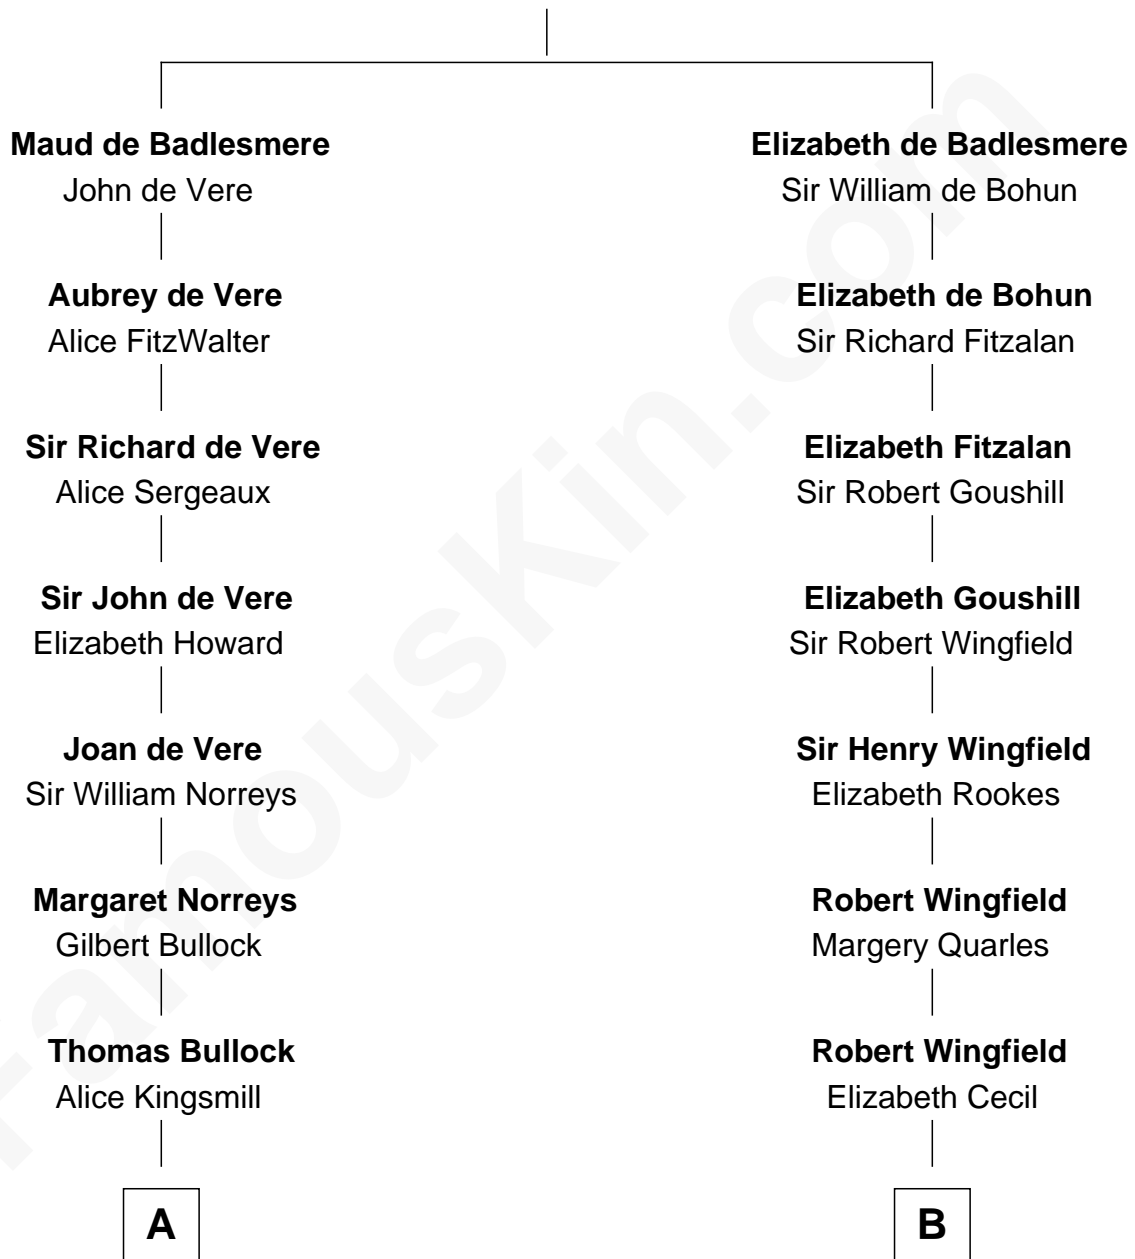 Maud de Badlesmere
John de Vere
Elizabeth de Badlesmere
Sir William de Bohun
Aubrey de Vere
Alice FitzWalter
Elizabeth de Bohun
Sir Richard Fitzalan
Sir Richard de Vere
Alice Sergeaux
Elizabeth Fitzalan
Sir Robert Goushill
Sir John de Vere
Elizabeth Howard
Elizabeth Goushill
Sir Robert Wingfield
Joan de Vere
Sir William Norreys
Sir Henry Wingfield
Elizabeth Rookes
Margaret Norreys
Gilbert Bullock
Robert Wingfield
Margery Quarles
Thomas Bullock
Alice Kingsmill
Robert Wingfield
Elizabeth Cecil
A
B
FamousKin.com